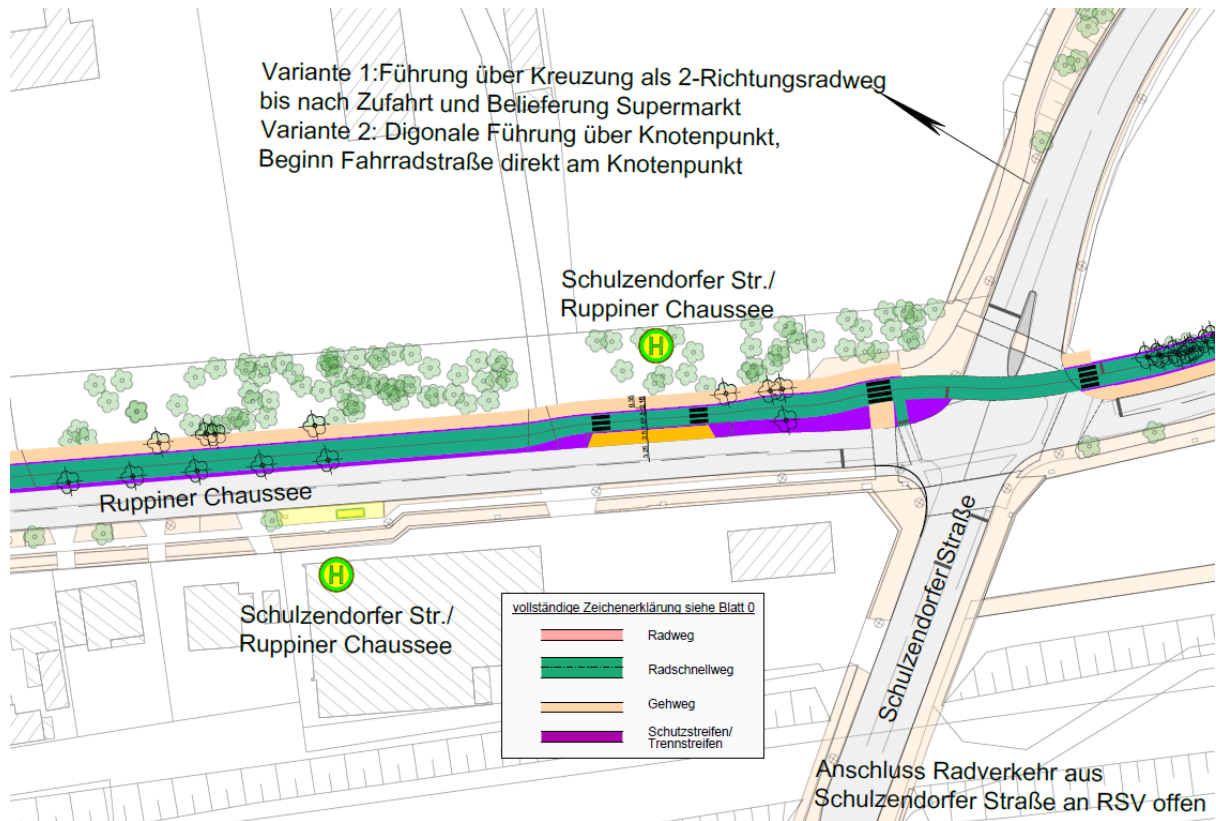 Variante 1:Führung über Kreuzung als 2-Richtungsradweg
bis nach Zufahrt und Belieferung Supermarkt
Variante 2: Digonale Führung über Knotenpunkt,
Beginn Fahrradstraße direkt am Knotenpunkt
Schulzendorfer Str./
Ruppiner Chaussee
H
Ruppiner Chaussee
H
Schulzendorfer Str./
Ruppiner Chaussee
Schulzendorfer Straße
vollständige Zeichenerklärung siehe Blatt 0
Radweg
Radschnellweg
Gehweg
Schutzstreifen/
Trennstreifen
Anschluss Radverkehr aus
Schulzendorfer Straße an RSV offen